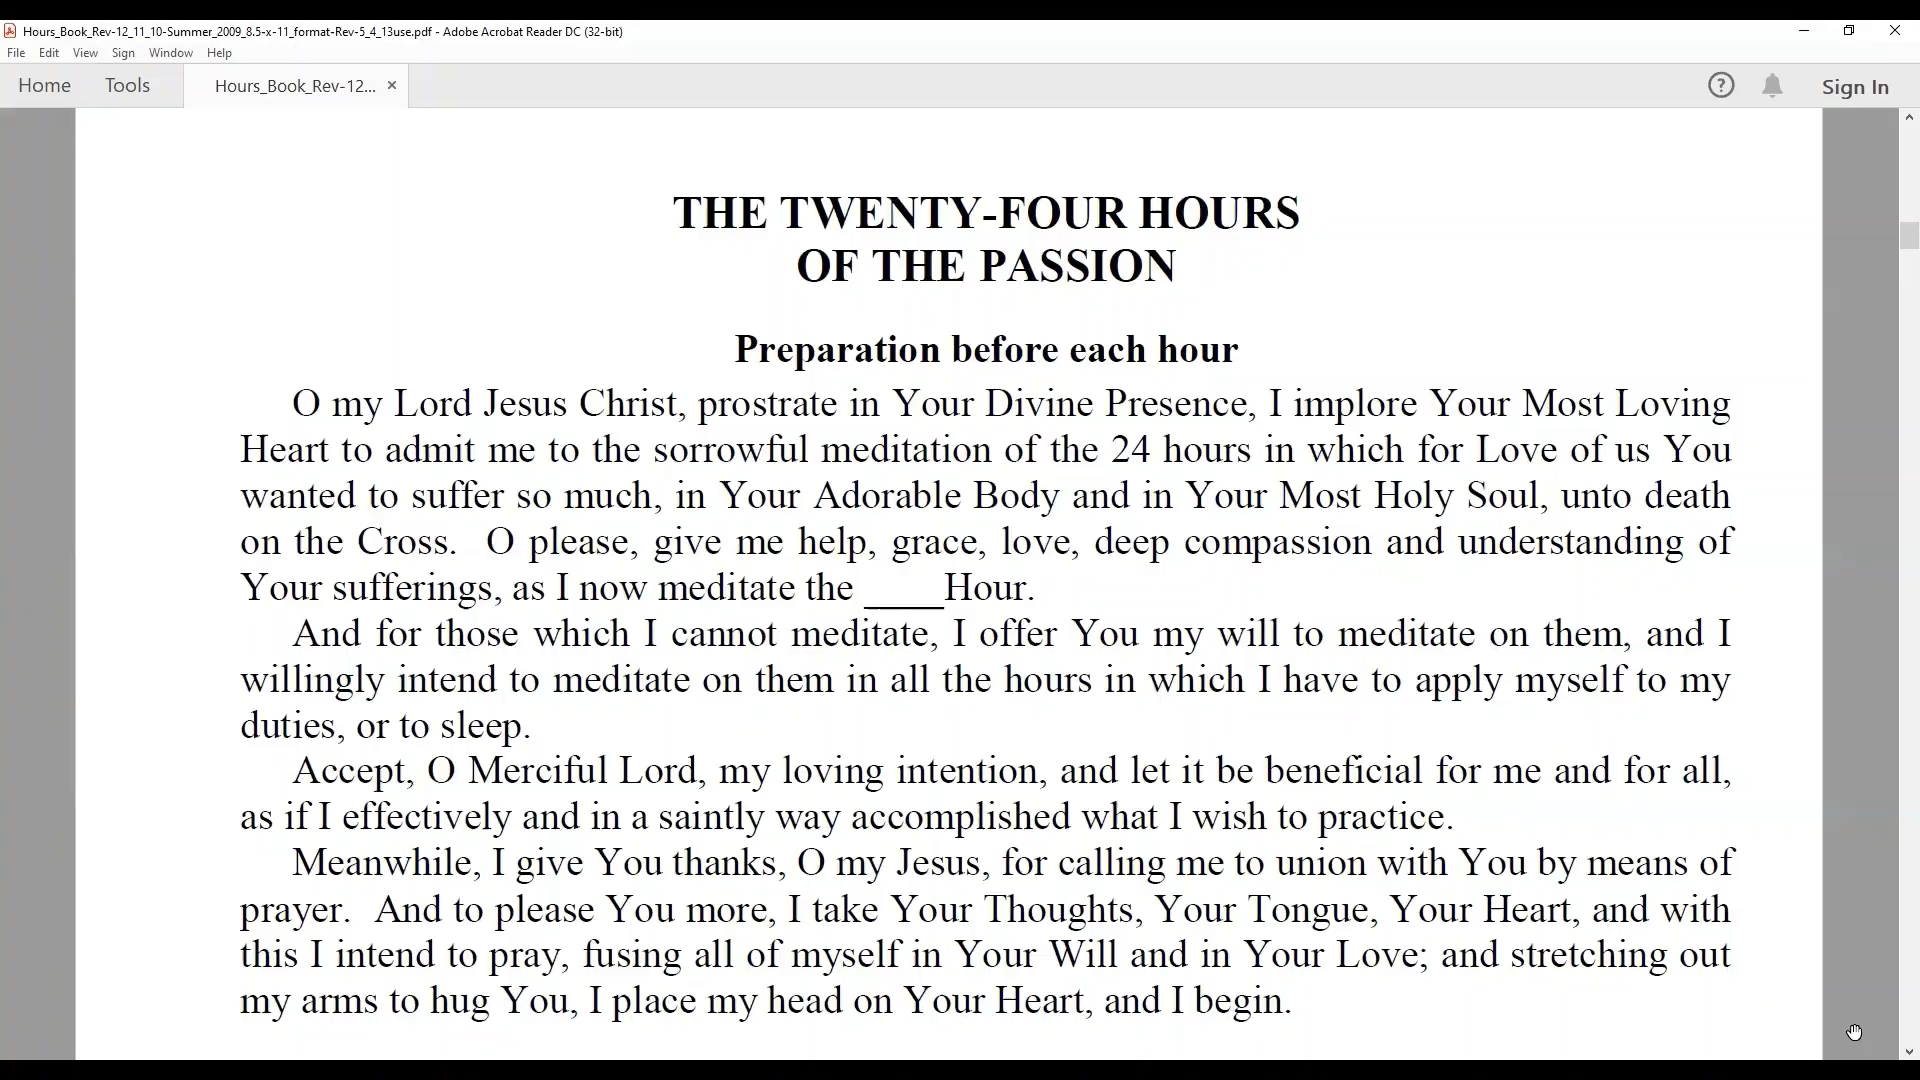 Hours_Book_Rev-12_11_10-Summer_2009_8.5-x-11_format-Rev-5_4_13use.pdf - Adobe Acrobat Reader DC (32-bit)
File Edit View Sign Window Help
Home Tools Hours_Book_Rev-12... × ? Sign In
THE TWENTY-FOUR HOURS
OF THE PASSION
Preparation before each hour
O my Lord Jesus Christ, prostrate in Your Divine Presence, I implore Your Most Loving
Heart to admit me to the sorrowful meditation of the 24 hours in which for Love of us You
wanted to suffer so much, in Your Adorable Body and in Your Most Holy Soul, unto death
on the Cross.  O please, give me help, grace, love, deep compassion and understanding of
Your sufferings, as I now meditate the ____Hour.
And for those which I cannot meditate, I offer You my will to meditate on them, and I
willingly intend to meditate on them in all the hours in which I have to apply myself to my
duties, or to sleep.
Accept, O Merciful Lord, my loving intention, and let it be beneficial for me and for all,
as if I effectively and in a saintly way accomplished what I wish to practice.
Meanwhile, I give You thanks, O my Jesus, for calling me to union with You by means of
prayer.  And to please You more, I take Your Thoughts, Your Tongue, Your Heart, and with
this I intend to pray, fusing all of myself in Your Will and in Your Love; and stretching out
my arms to hug You, I place my head on Your Heart, and I begin.